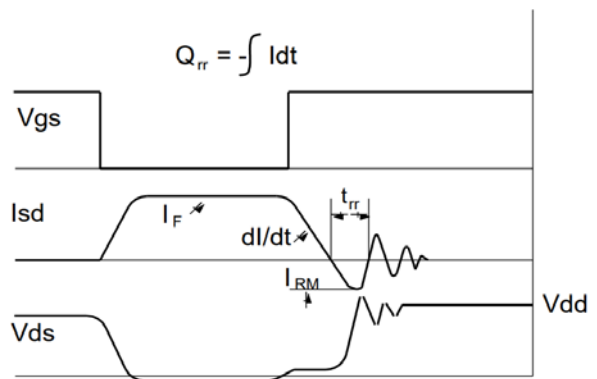 Q_rr = -∫ Idt
Vgs
t_rr
Isd
I_F
dI/dt
I_RM
Vdd
Vds